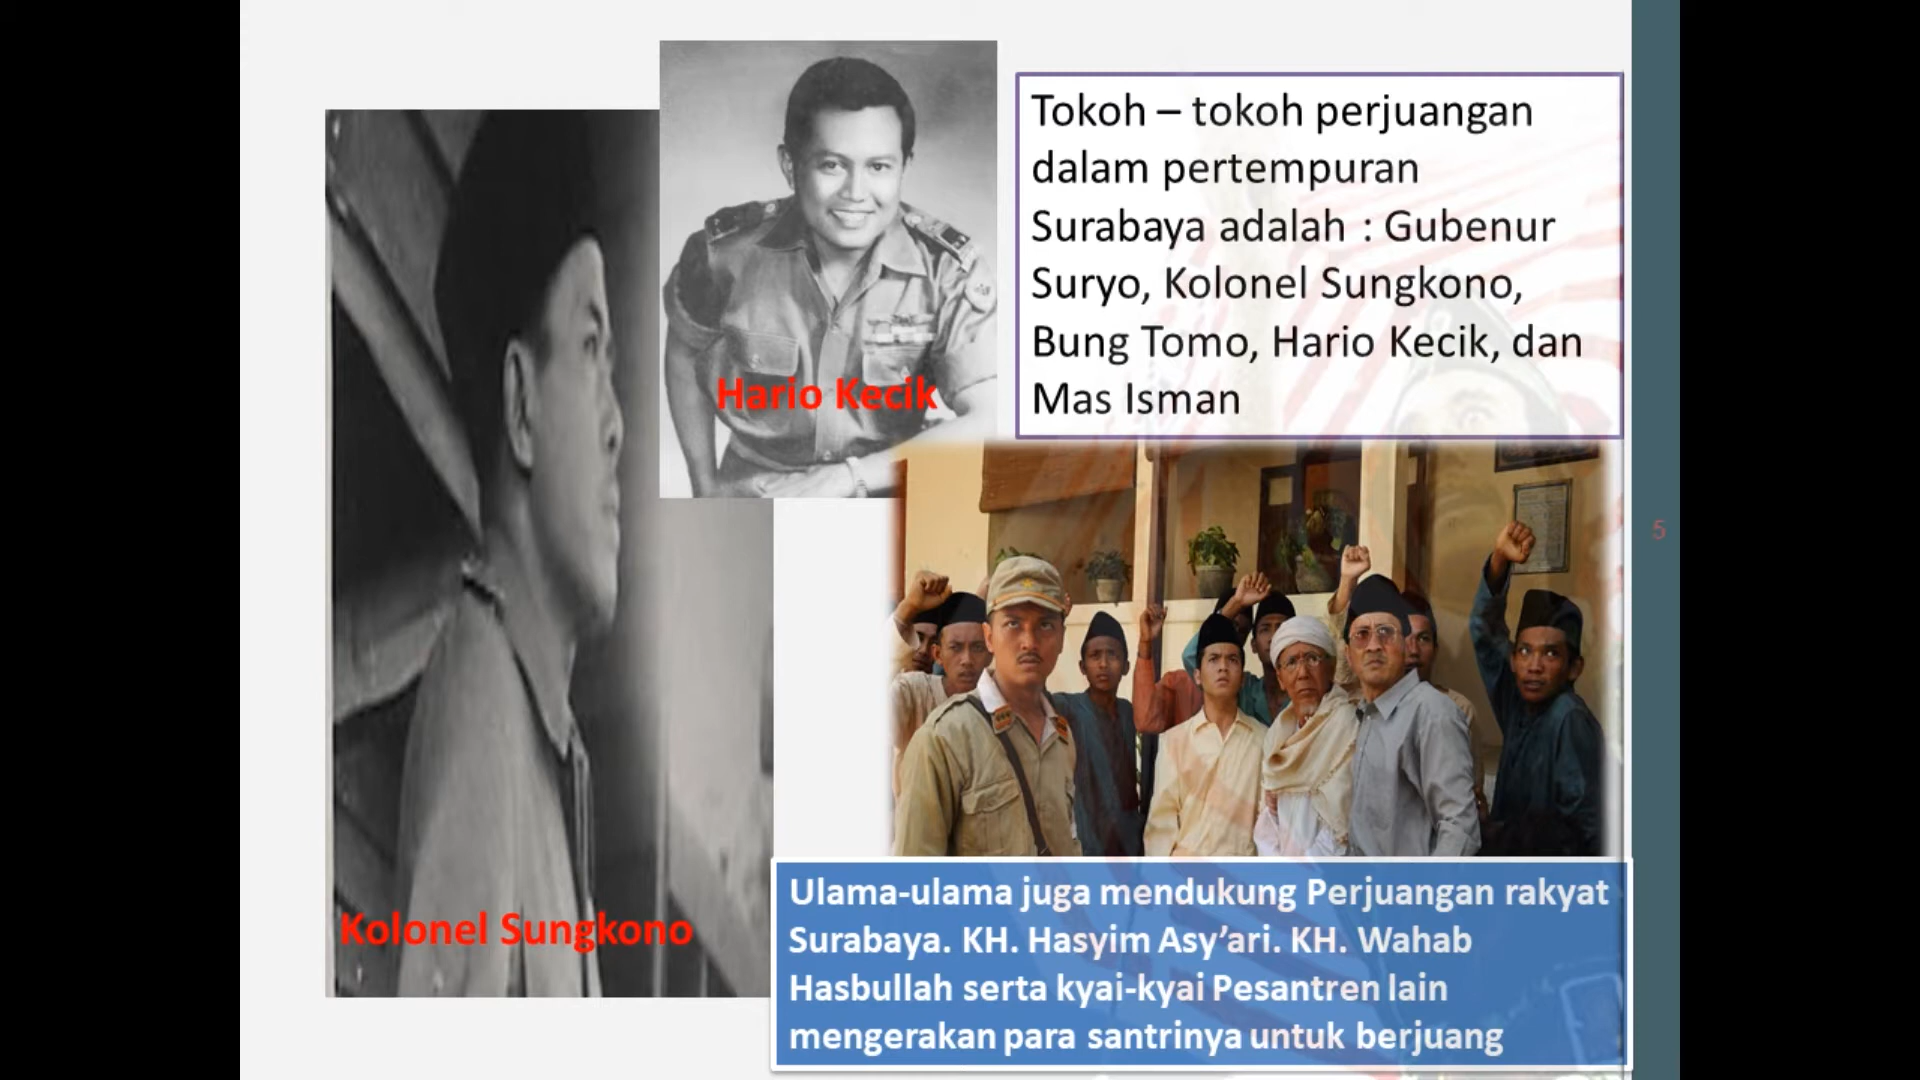 Tokoh – tokoh perjuangan
dalam pertempuran
Surabaya adalah : Gubenur
Suryo, Kolonel Sungkono,
Bung Tomo, Hario Kecik, dan
Mas Isman
Hario Kecik
5
Kolonel Sungkono
Ulama-ulama juga mendukung Perjuangan rakyat
Surabaya. KH. Hasyim Asy’ari. KH. Wahab
Hasbullah serta kyai-kyai Pesantren lain
mengerakan para santrinya untuk berjuang